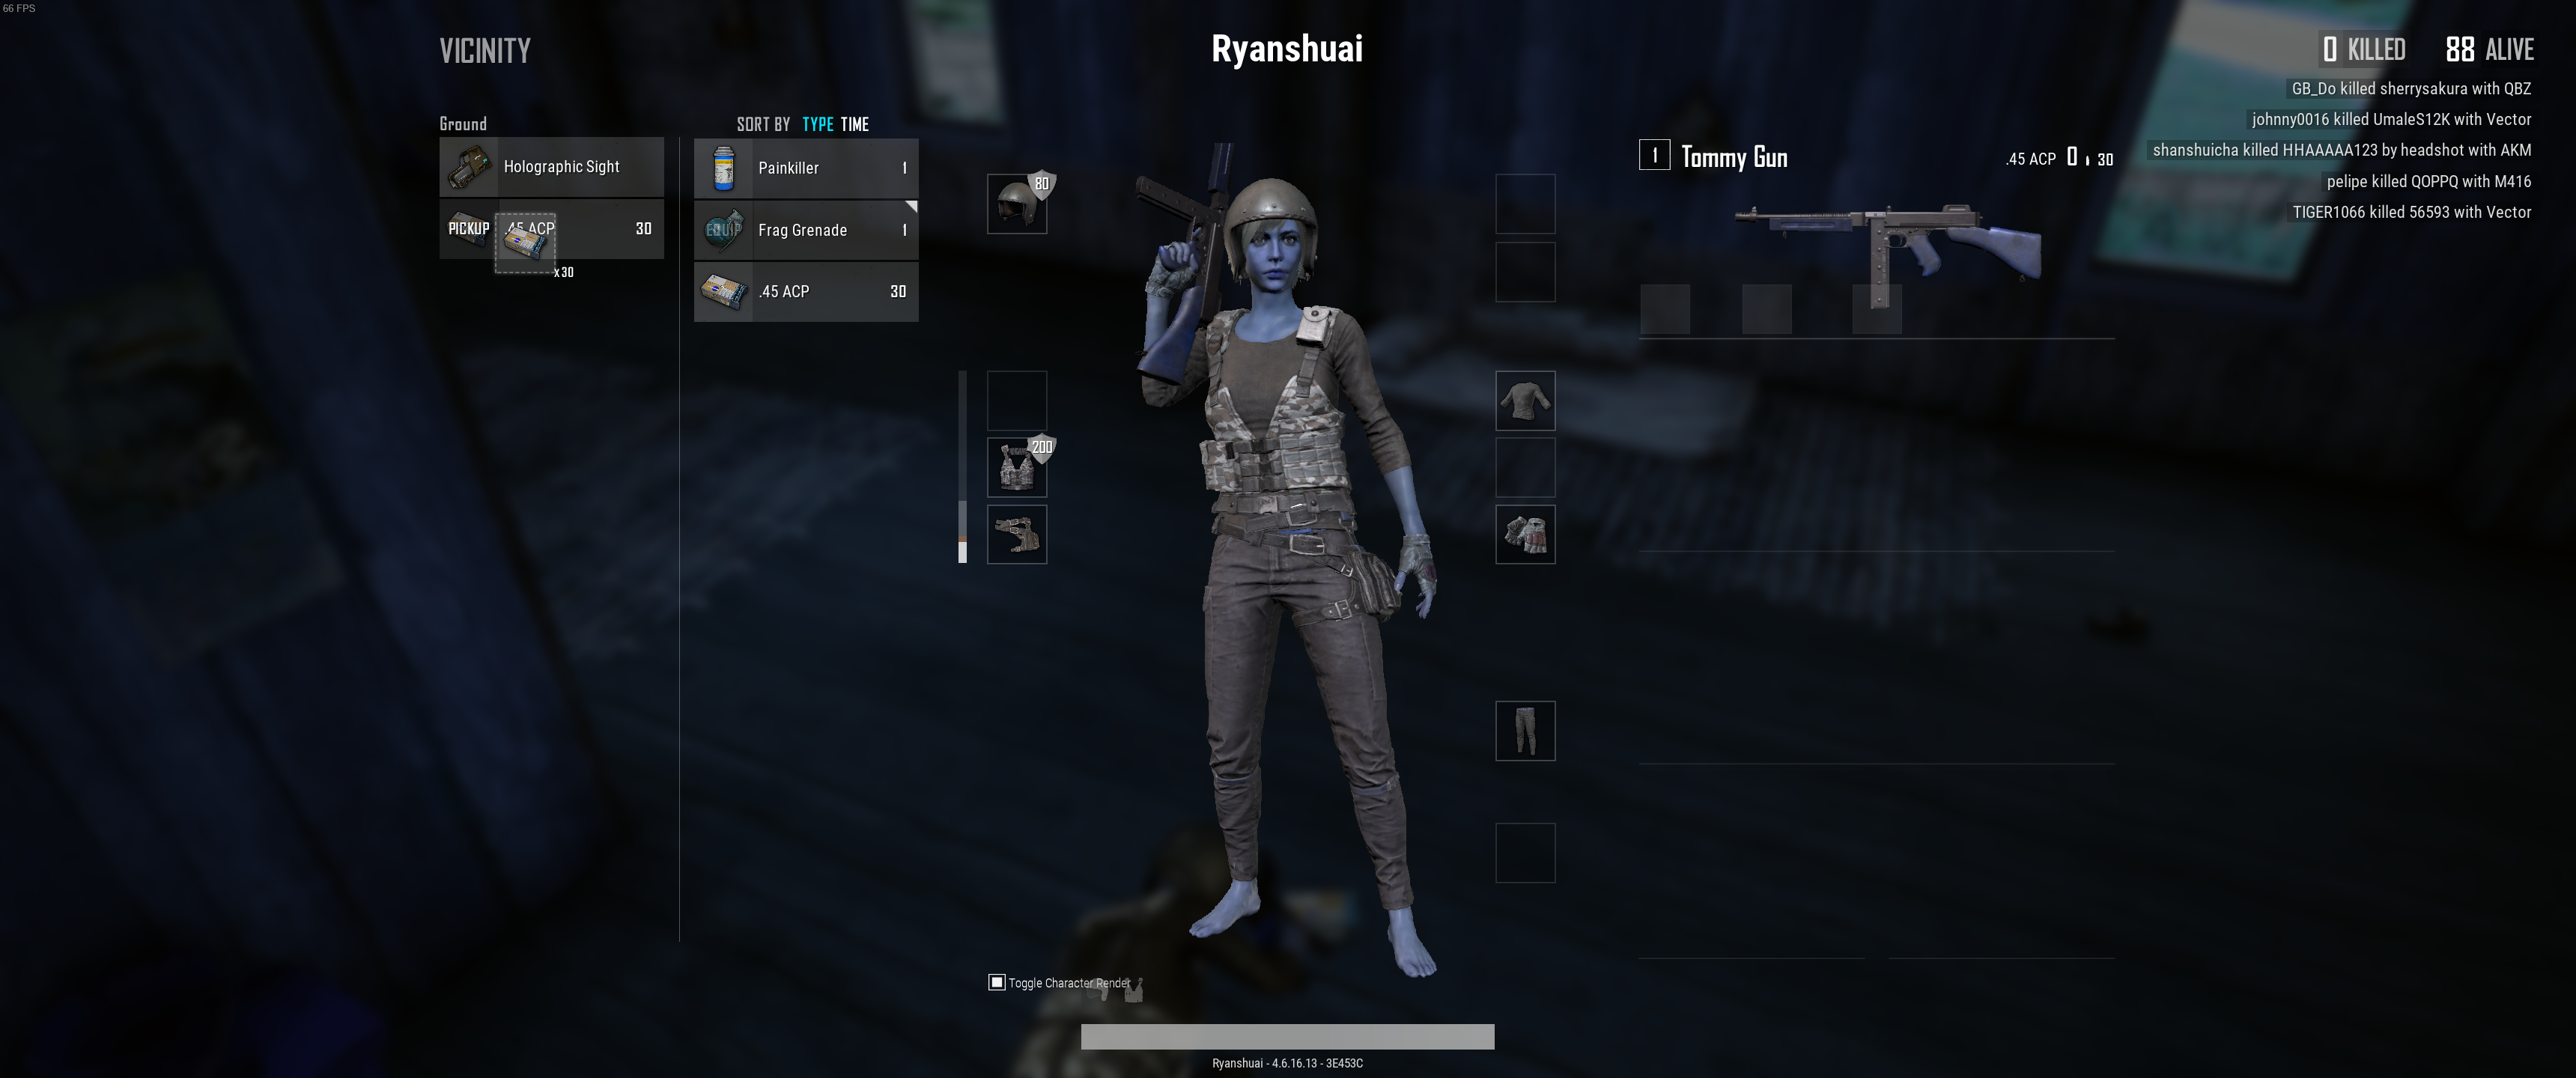 66 FPS
VICINITY
Ryanshuai
0 KILLED 88 ALIVE
GB_Do killed sherrysakura with QBZ
johnny0016 killed UmaleS12K with Vector
shanshuicha killed HHAAAAA123 by headshot with AKM
pelipe killed QOPPQ with M416
TIGER1066 killed 56593 with Vector
Ground
SORT BY TYPE TIME
Holographic Sight
PICKUP .45 ACP 30
x30
Painkiller 1
EQUIP Frag Grenade 1
.45 ACP 30
80
200
1 Tommy Gun .45 ACP 0 30
Toggle Character Render
Ryanshuai - 4.6.16.13 - 3E453C